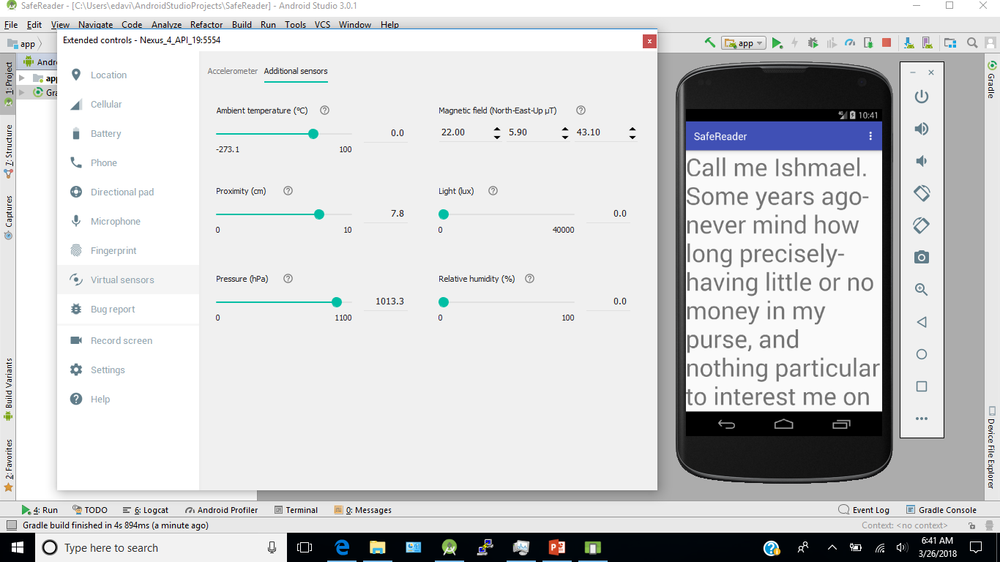 SafeReader - [C:\Users\edavi\AndroidStudioProjects\SafeReader] - Android Studio 3.0.1
File Edit View Navigate Code Analyze Refactor Build Run Tools VCS Window Help
app
app
Extended controls - Nexus_4_API_19:5554
1: Project
7: Structure
Captures
Build Variants
2: Favorites
Andro
app
Gra
Location
Cellular
Battery
Phone
Directional pad
Microphone
Fingerprint
Virtual sensors
Bug report
Record screen
Settings
Help
Accelerometer Additional sensors
Ambient temperature (°C)
0.0
-273.1 100
Magnetic field (North-East-Up μT)
22.00 5.90 43.10
Proximity (cm)
7.8
0 10
Light (lux)
0.0
0 40000
Pressure (hPa)
1013.3
0 1100
Relative humidity (%)
0.0
0 100
4G 10:41
SafeReader
Call me Ishmael.
Some years ago-
never mind how
long precisely-
having little or no
money in my
purse, and
nothing particular
to interest me on
Gradle
Device File Explorer
4: Run TODO 6: Logcat Android Profiler Terminal 0: Messages Event Log Gradle Console
Gradle build finished in 4s 894ms (a minute ago) Context: <no context>
Type here to search
6:41 AM
3/26/2018